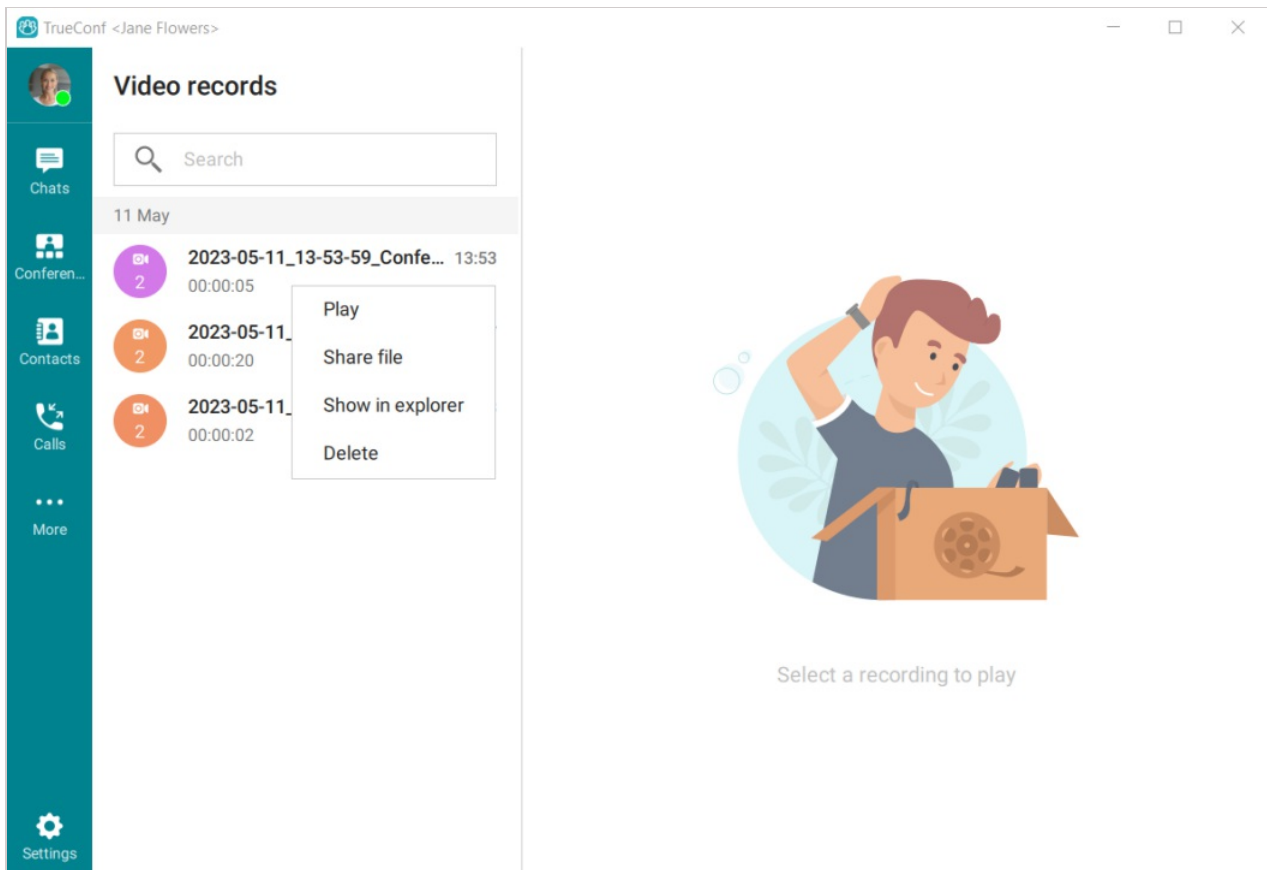 TrueConf <Jane Flowers>
Video records
Search
Chats
11 May
2023-05-11_13-53-59_Confe... 13:53
00:00:05
2
Conferen...
Play
2023-05-11_
00:00:20
2
Share file
Contacts
2023-05-11_
00:00:02
2
Show in explorer
Calls
Delete
More
Select a recording to play
Settings